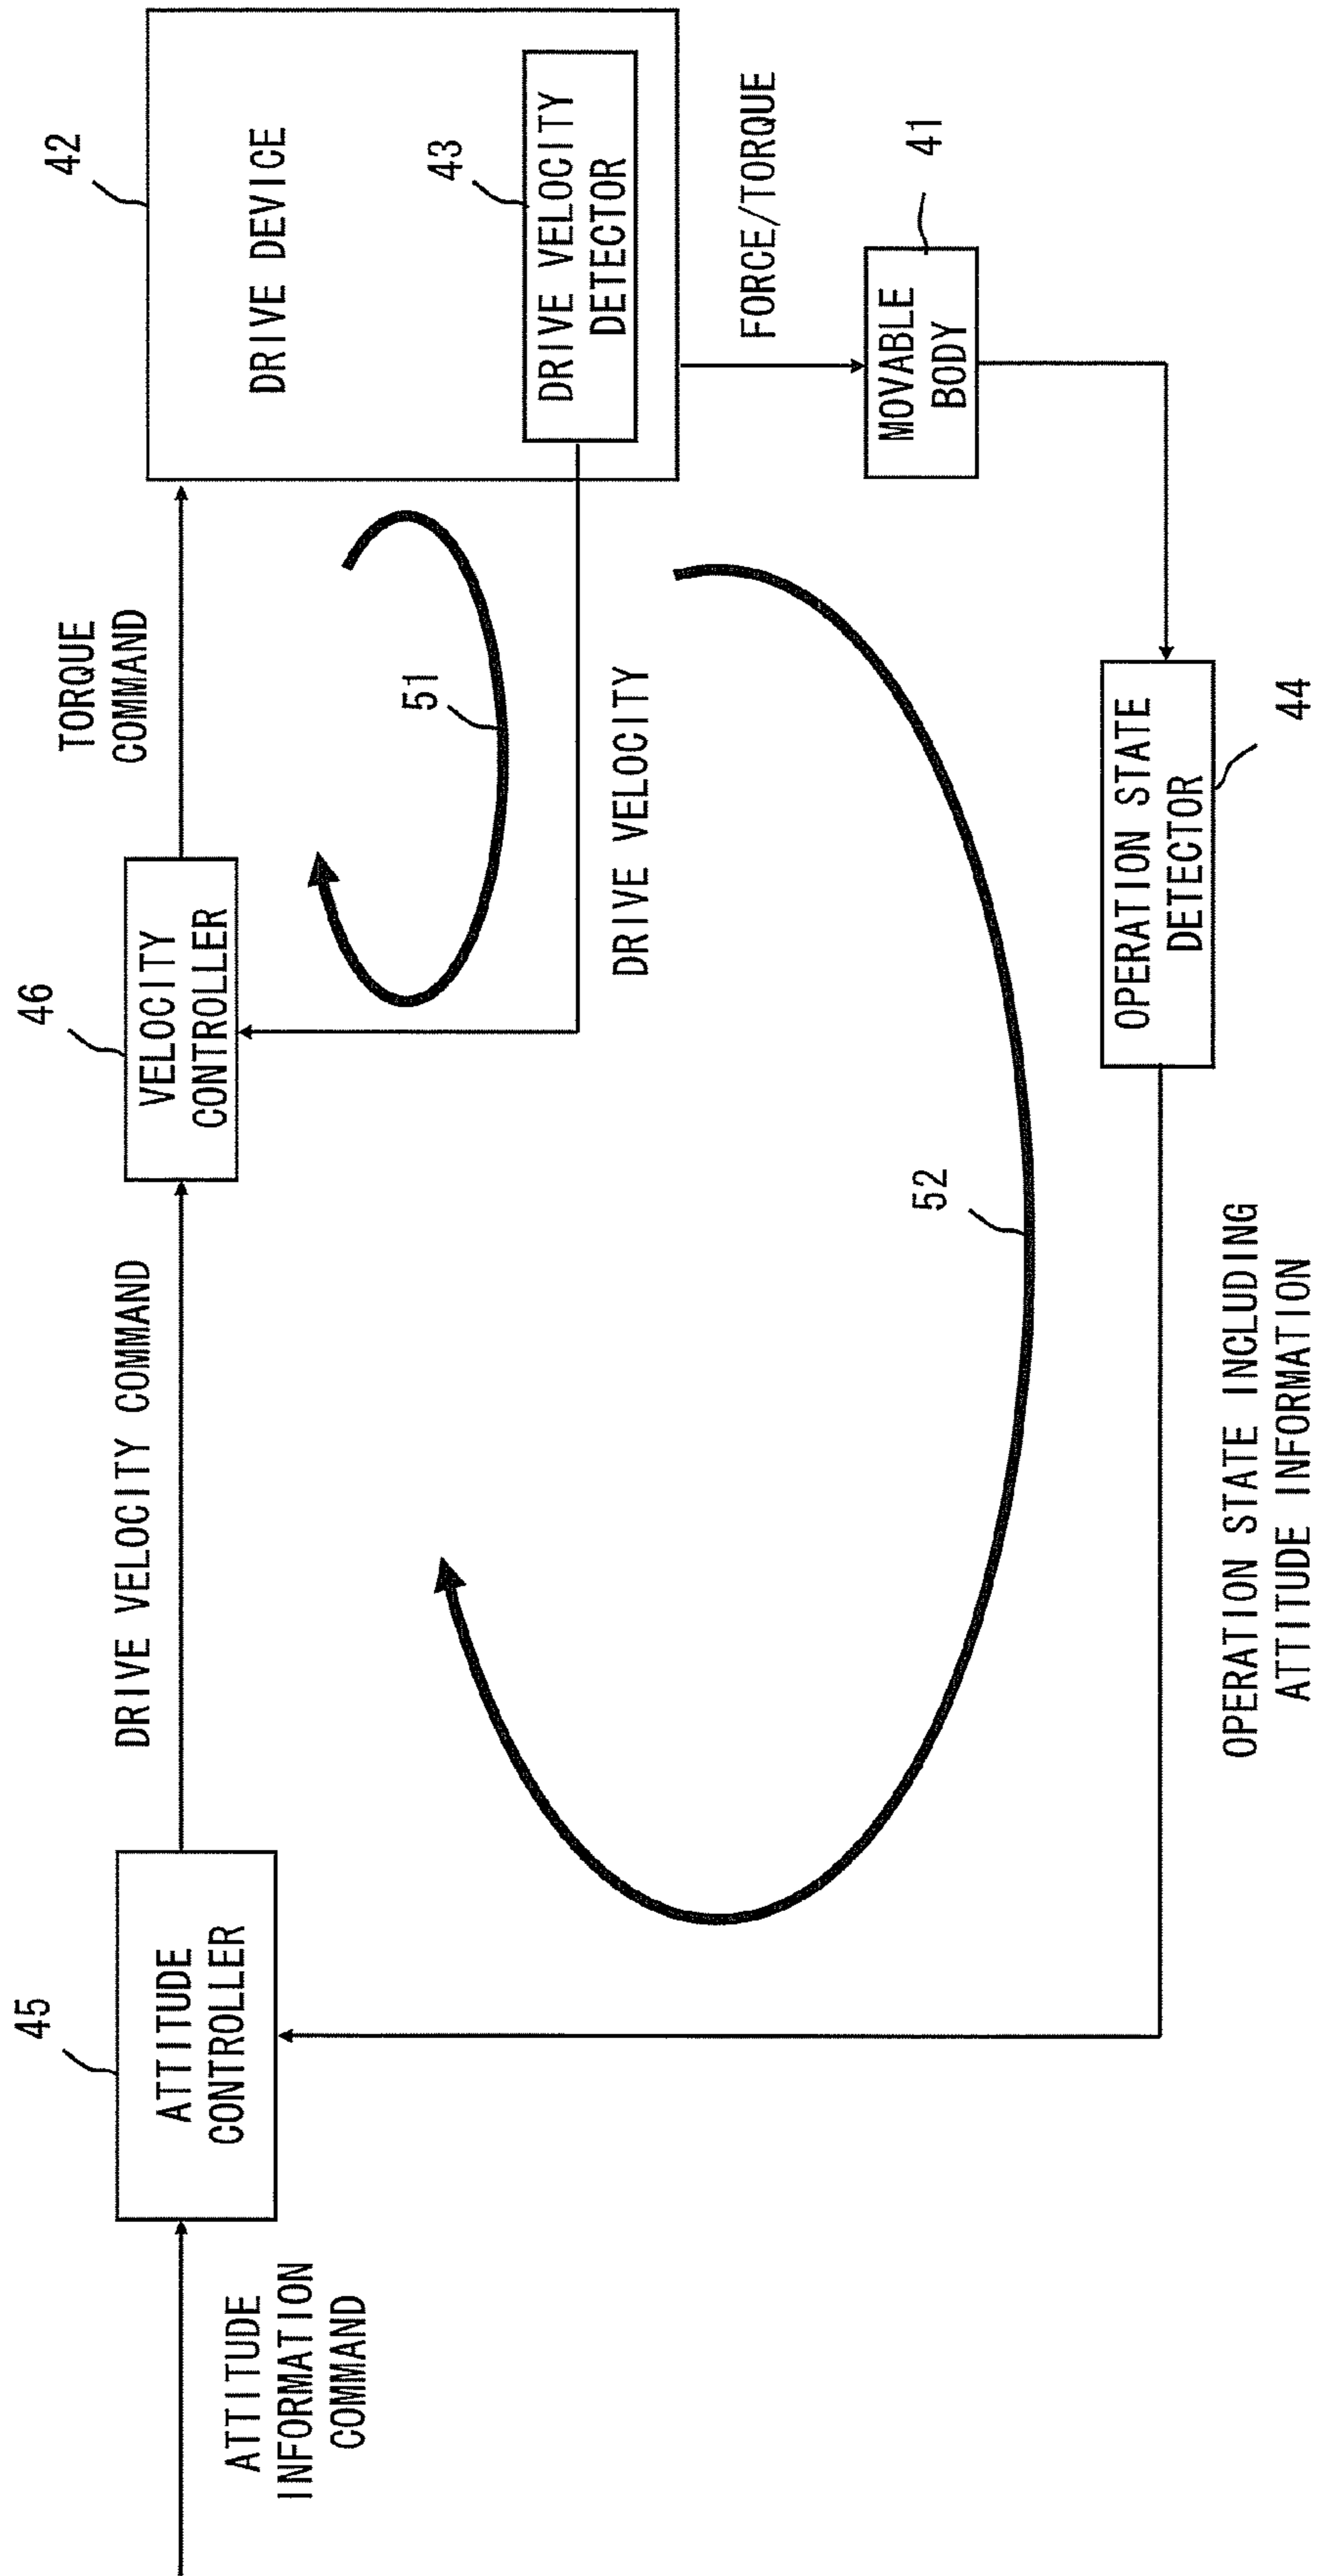 42
DRIVE DEVICE
43
DRIVE VELOCITY
DETECTOR
TORQUE
COMMAND
46
VELOCITY
CONTROLLER
DRIVE VELOCITY COMMAND
45
ATTITUDE
CONTROLLER
ATTITUDE
INFORMATION
COMMAND
51
DRIVE VELOCITY
FORCE/TORQUE
41
MOVABLE
BODY
52
44
OPERATION STATE
DETECTOR
OPERATION STATE INCLUDING
ATTITUDE INFORMATION